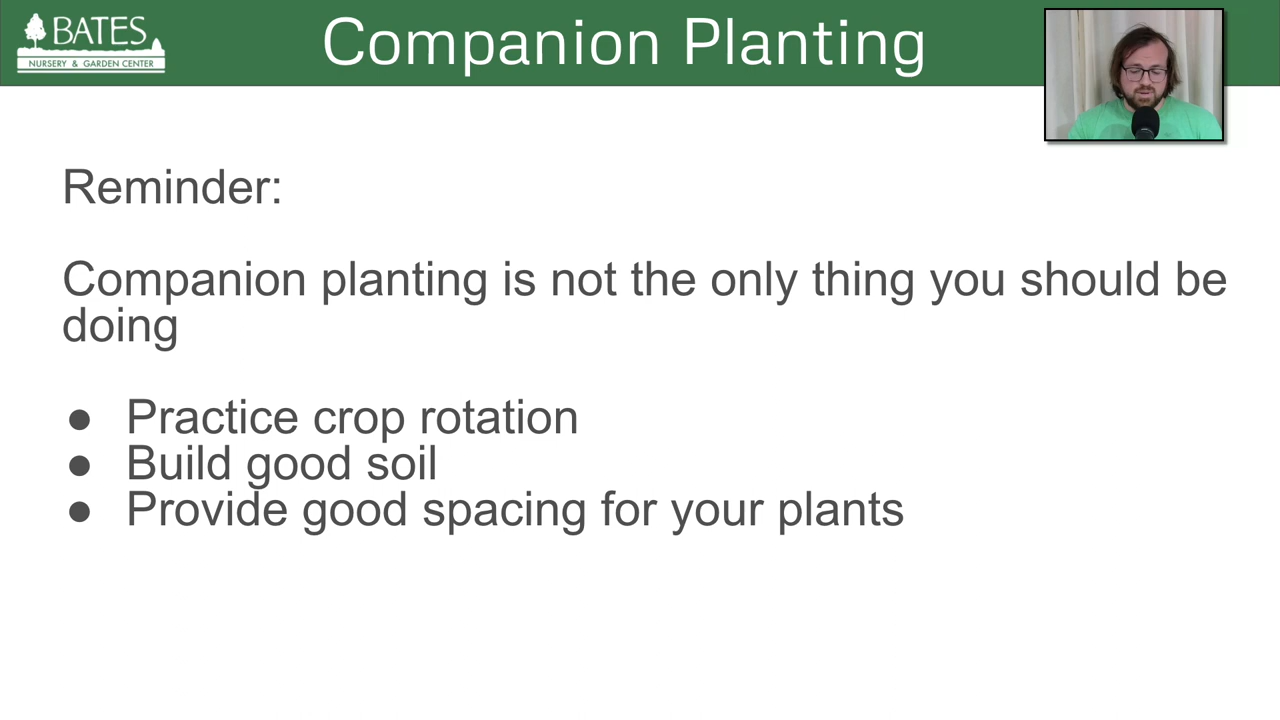 BATES
NURSERY & GARDEN CENTER
Companion Planting
Reminder:
Companion planting is not the only thing you should be
doing
● Practice crop rotation
● Build good soil
● Provide good spacing for your plants